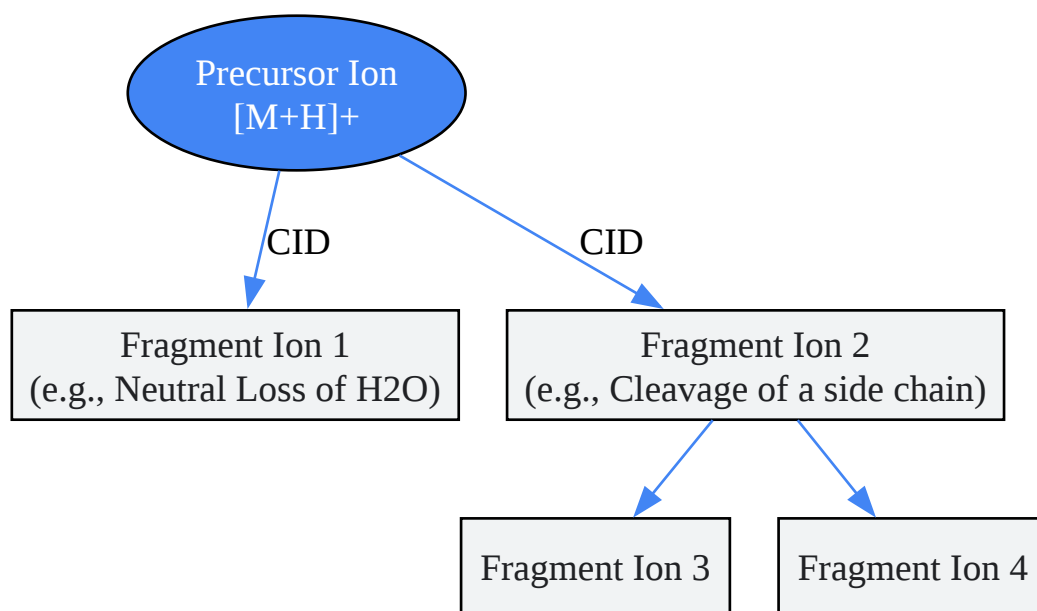 Precursor Ion
[M+H]+
CID
CID
Fragment Ion 1
(e.g., Neutral Loss of H2O)
Fragment Ion 2
(e.g., Cleavage of a side chain)
Fragment Ion 3
Fragment Ion 4